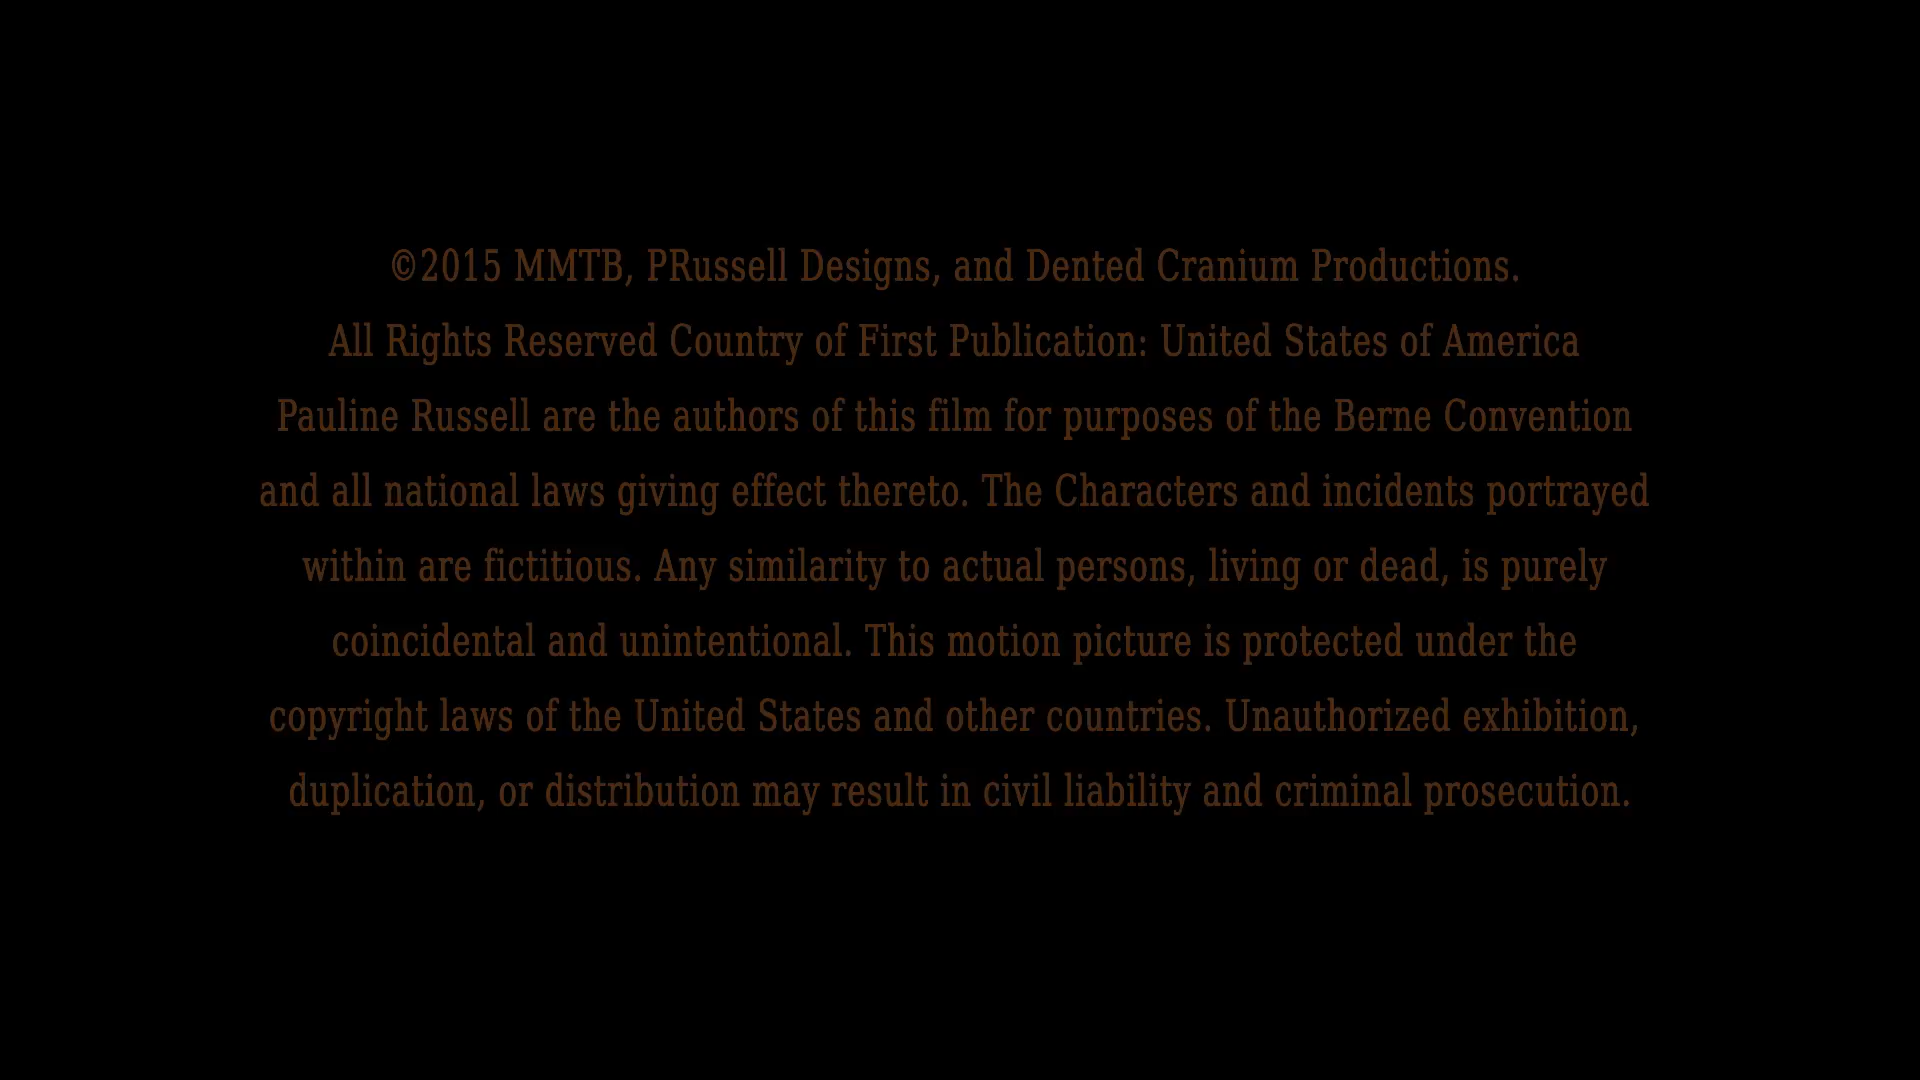 ©2015 MMTB, PRussell Designs, and Dented Cranium Productions.
All Rights Reserved Country of First Publication: United States of America
Pauline Russell are the authors of this film for purposes of the Berne Convention
and all national laws giving effect thereto. The Characters and incidents portrayed
within are fictitious. Any similarity to actual persons, living or dead, is purely
coincidental and unintentional. This motion picture is protected under the
copyright laws of the United States and other countries. Unauthorized exhibition,
duplication, or distribution may result in civil liability and criminal prosecution.